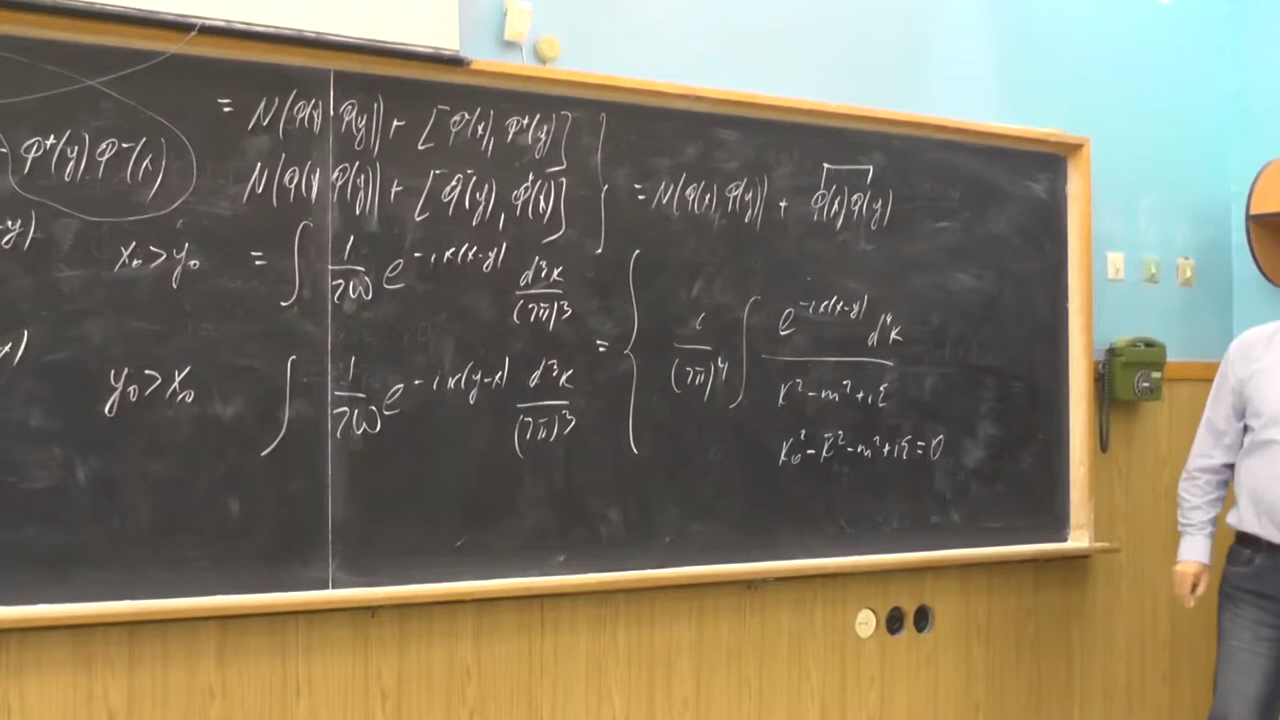 = N(φ(x) φ(y)) + [φ⁻(x), φ⁺(y)]
φ⁺(y) φ⁻(x)
N(φ(x) φ(y)) + [φ⁻(y), φ⁺(x)] } = N(φ(x), φ(y)) + φ(x) φ(y)
-y)
x₀ > y₀ = ∫ 1/2ω e^{-ik(x-y)} d³k/(2π)³
= { i/(2π)⁴ ∫ e^{-ik(x-y)} d⁴k / k² - m² + iε
x)
y₀ > x₀ ∫ 1/2ω e^{-ik(y-x)} d³k/(2π)³
k₀² - k̄² - m² + iε = 0